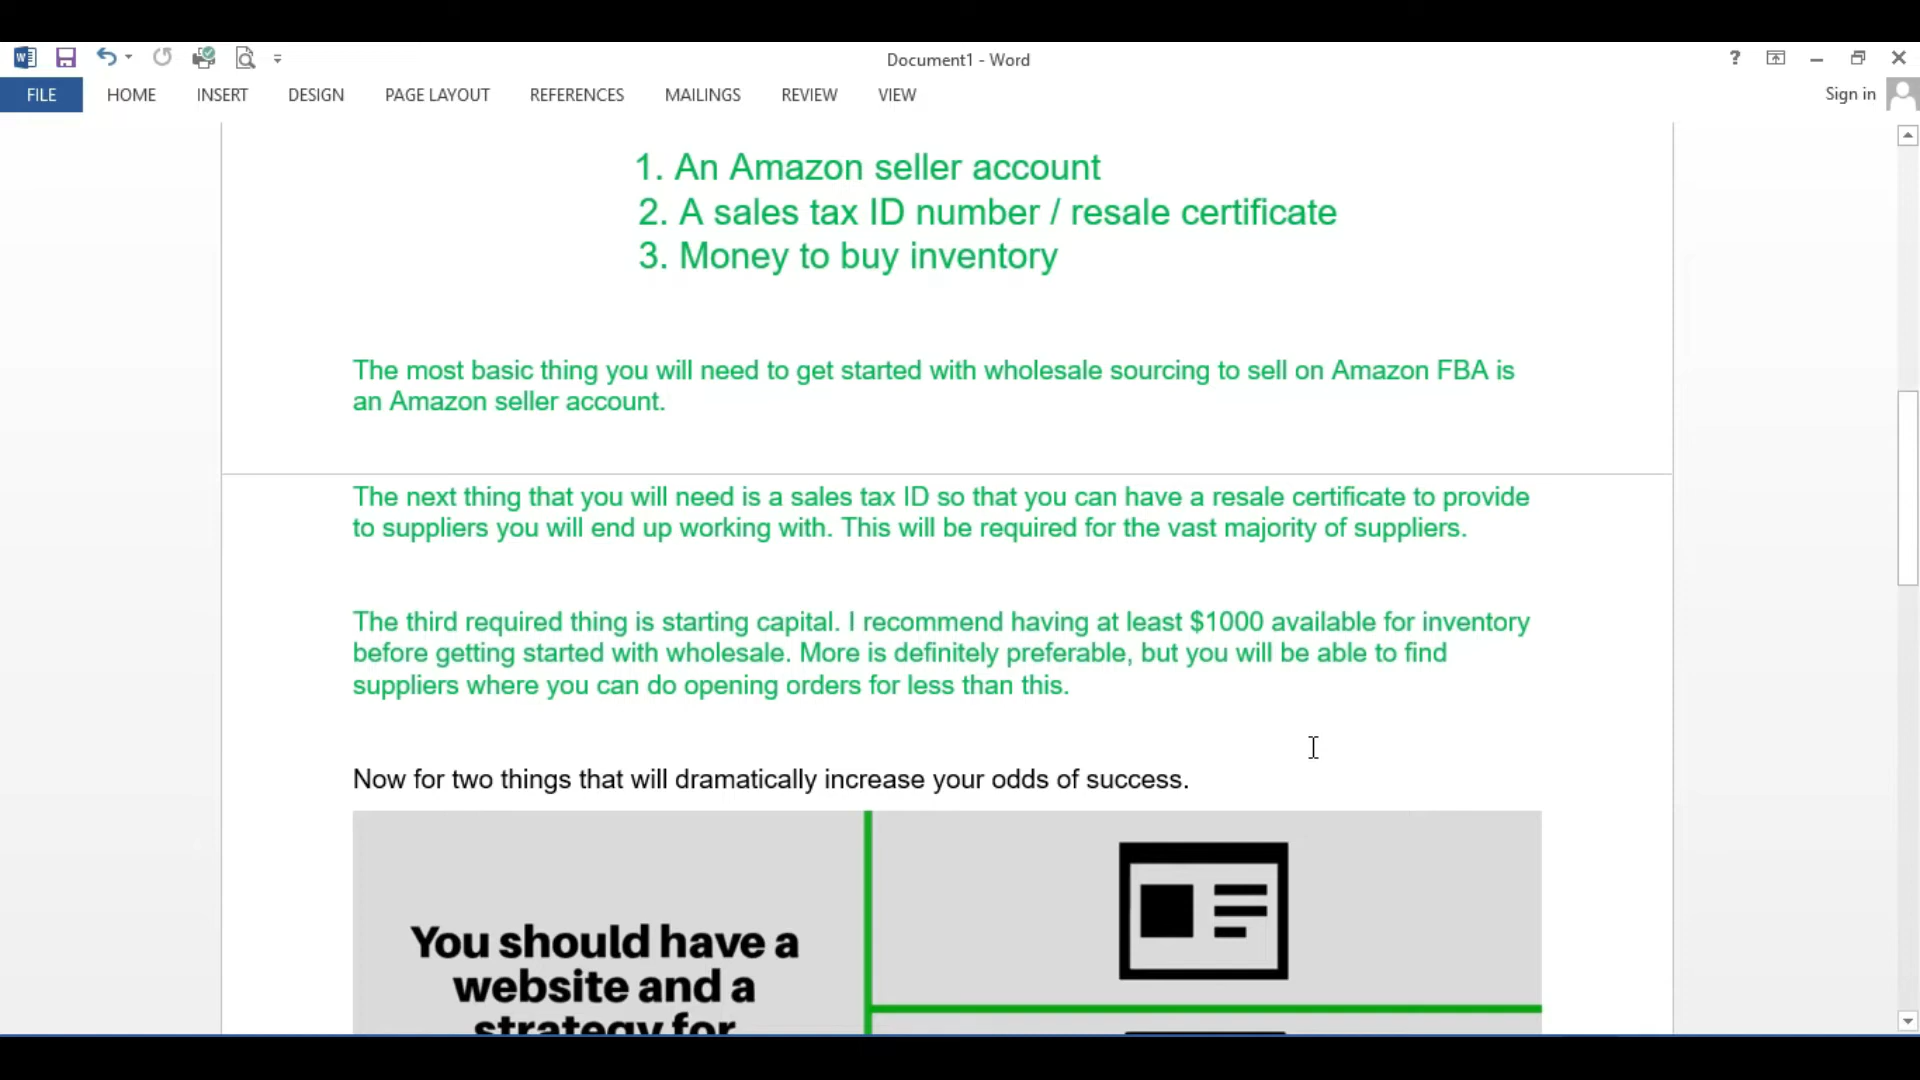 Document1 - Word
?
FILE
HOME
INSERT
DESIGN
PAGE LAYOUT
REFERENCES
MAILINGS
REVIEW
VIEW
Sign in
1. An Amazon seller account
2. A sales tax ID number / resale certificate
3. Money to buy inventory
The most basic thing you will need to get started with wholesale sourcing to sell on Amazon FBA is
an Amazon seller account.
The next thing that you will need is a sales tax ID so that you can have a resale certificate to provide
to suppliers you will end up working with. This will be required for the vast majority of suppliers.
The third required thing is starting capital. I recommend having at least $1000 available for inventory
before getting started with wholesale. More is definitely preferable, but you will be able to find
suppliers where you can do opening orders for less than this.
Now for two things that will dramatically increase your odds of success.
You should have a
website and a
strategy for